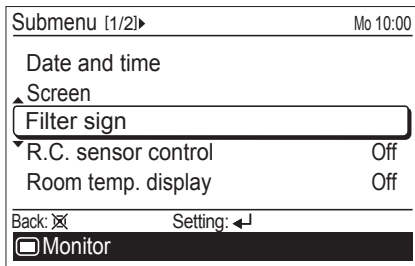 Submenu [1/2] Mo 10:00
Date and time
Screen
Filter sign
R.C. sensor control Off
Room temp. display Off
Back: Setting:
Monitor